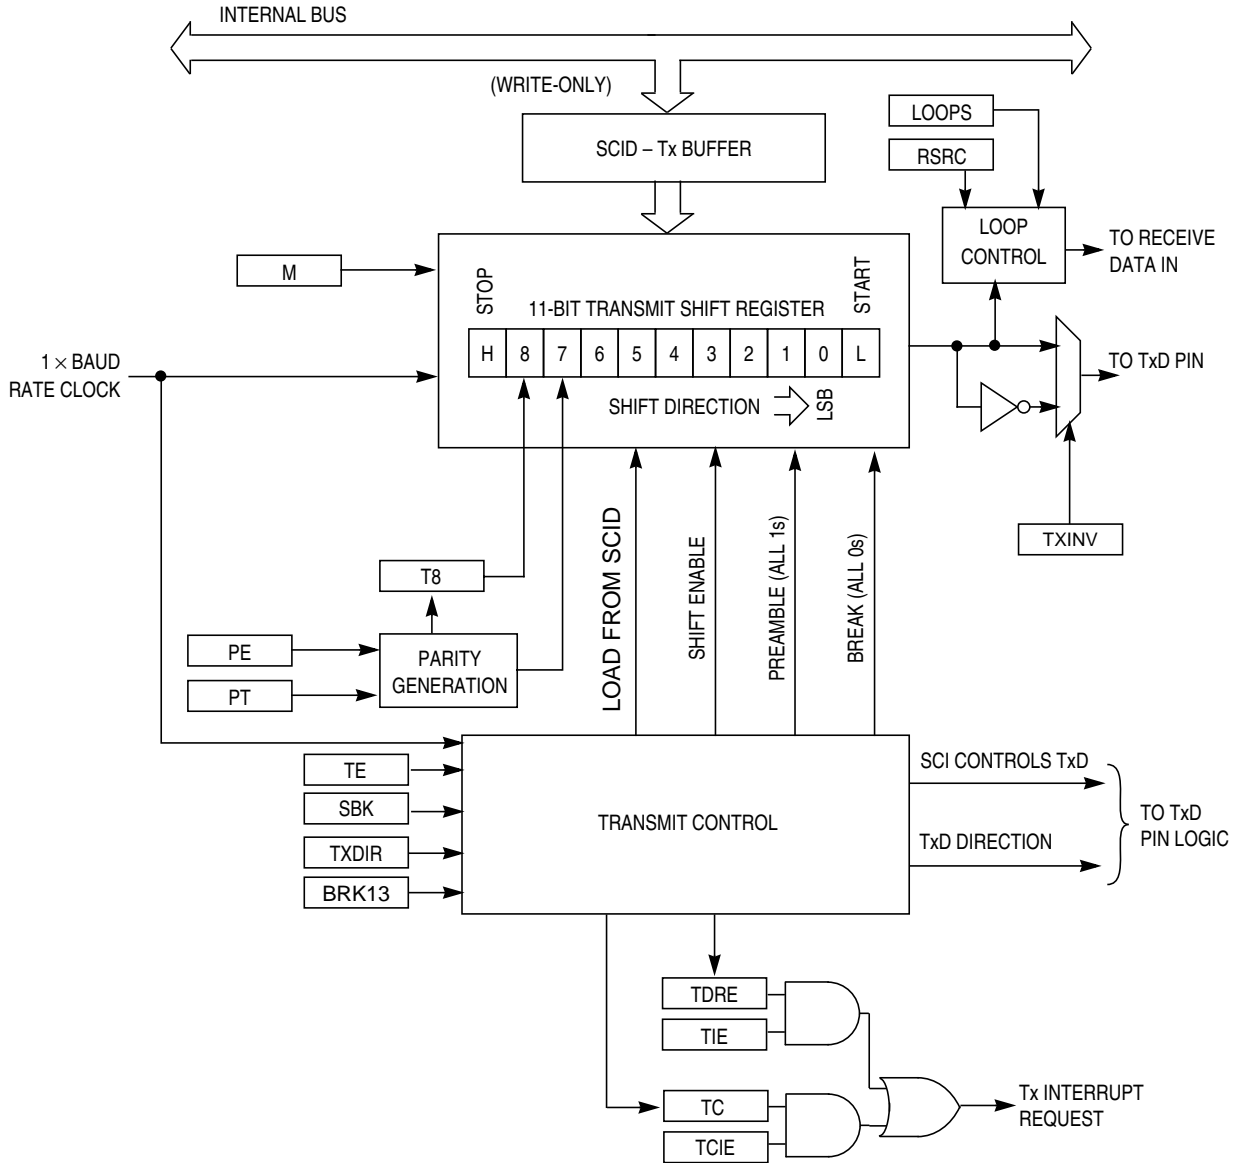 INTERNAL BUS
(WRITE-ONLY)
SCID – Tx BUFFER
LOOPS
RSRC
LOOP
CONTROL
TO RECEIVE
DATA IN
M
STOP
11-BIT TRANSMIT SHIFT REGISTER
START
H 8 7 6 5 4 3 2 1 0 L
1 × BAUD
RATE CLOCK
SHIFT DIRECTION
LSB
TO TxD PIN
TXINV
T8
PE
PT
PARITY
GENERATION
LOAD FROM SCID
SHIFT ENABLE
PREAMBLE (ALL 1s)
BREAK (ALL 0s)
TE
SBK
TXDIR
BRK13
TRANSMIT CONTROL
SCI CONTROLS TxD
TxD DIRECTION
TO TxD
PIN LOGIC
TDRE
TIE
TC
TCIE
Tx INTERRUPT
REQUEST